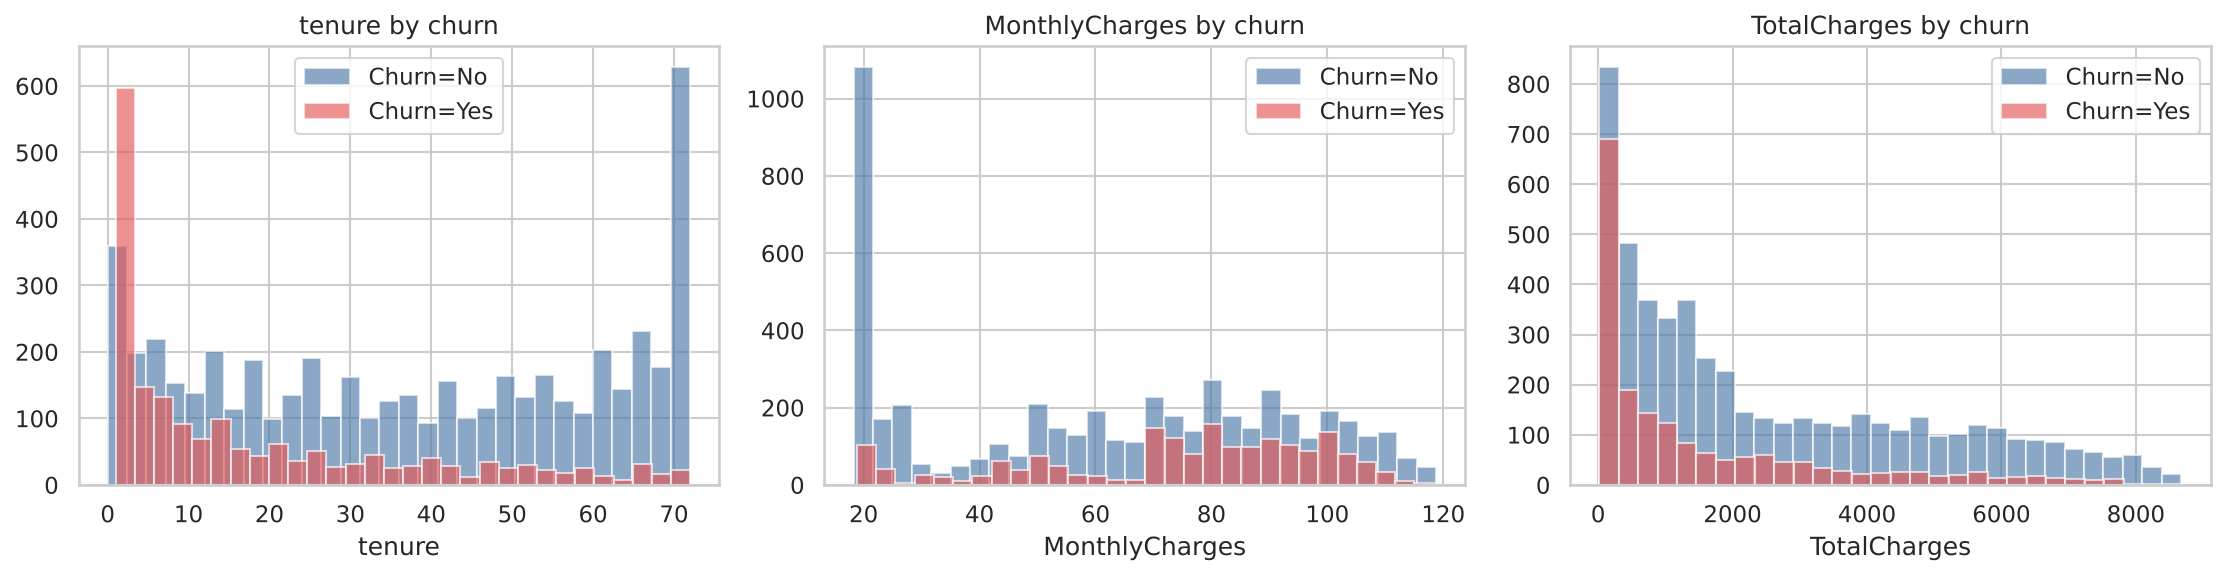 tenure by churn
Churn=No
Churn=Yes
600
500
400
300
200
100
0
0 10 20 30 40 50 60 70
tenure
MonthlyCharges by churn
Churn=No
Churn=Yes
1000
800
600
400
200
0
20 40 60 80 100 120
MonthlyCharges
TotalCharges by churn
Churn=No
Churn=Yes
800
700
600
500
400
300
200
100
0
0 2000 4000 6000 8000
TotalCharges